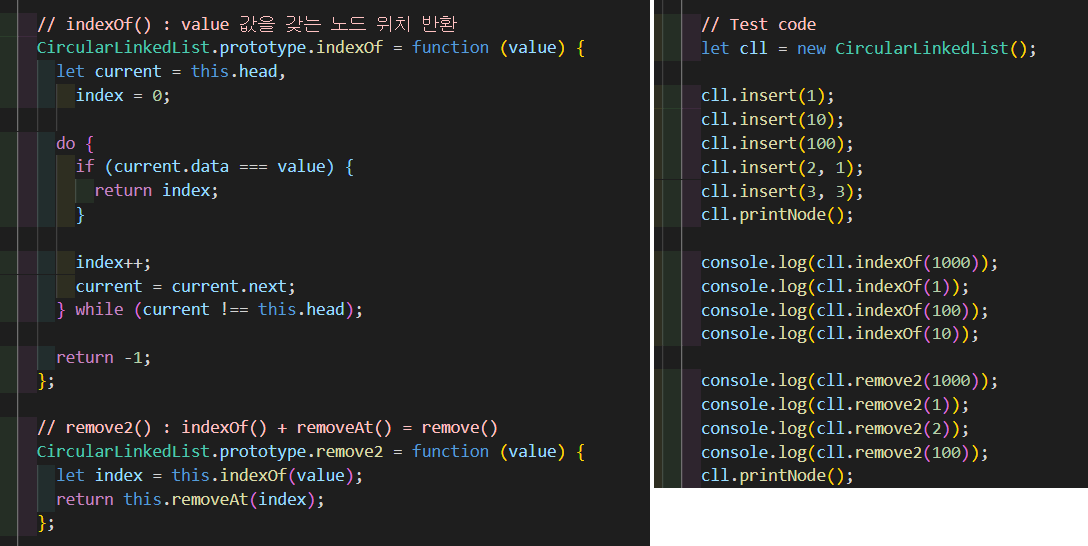 // indexOf() : value 값을 갖는 노드 위치 반환
CircularLinkedList.prototype.indexOf = function (value) {
let current = this.head,
index = 0;
do {
if (current.data === value) {
return index;
}
index++;
current = current.next;
} while (current !== this.head);
return -1;
};
// remove2() : indexOf() + removeAt() = remove()
CircularLinkedList.prototype.remove2 = function (value) {
let index = this.indexOf(value);
return this.removeAt(index);
};
// Test code
let cll = new CircularLinkedList();
cll.insert(1);
cll.insert(10);
cll.insert(100);
cll.insert(2, 1);
cll.insert(3, 3);
cll.printNode();
console.log(cll.indexOf(1000));
console.log(cll.indexOf(1));
console.log(cll.indexOf(100));
console.log(cll.indexOf(10));
console.log(cll.remove2(1000));
console.log(cll.remove2(1));
console.log(cll.remove2(2));
console.log(cll.remove2(100));
cll.printNode();